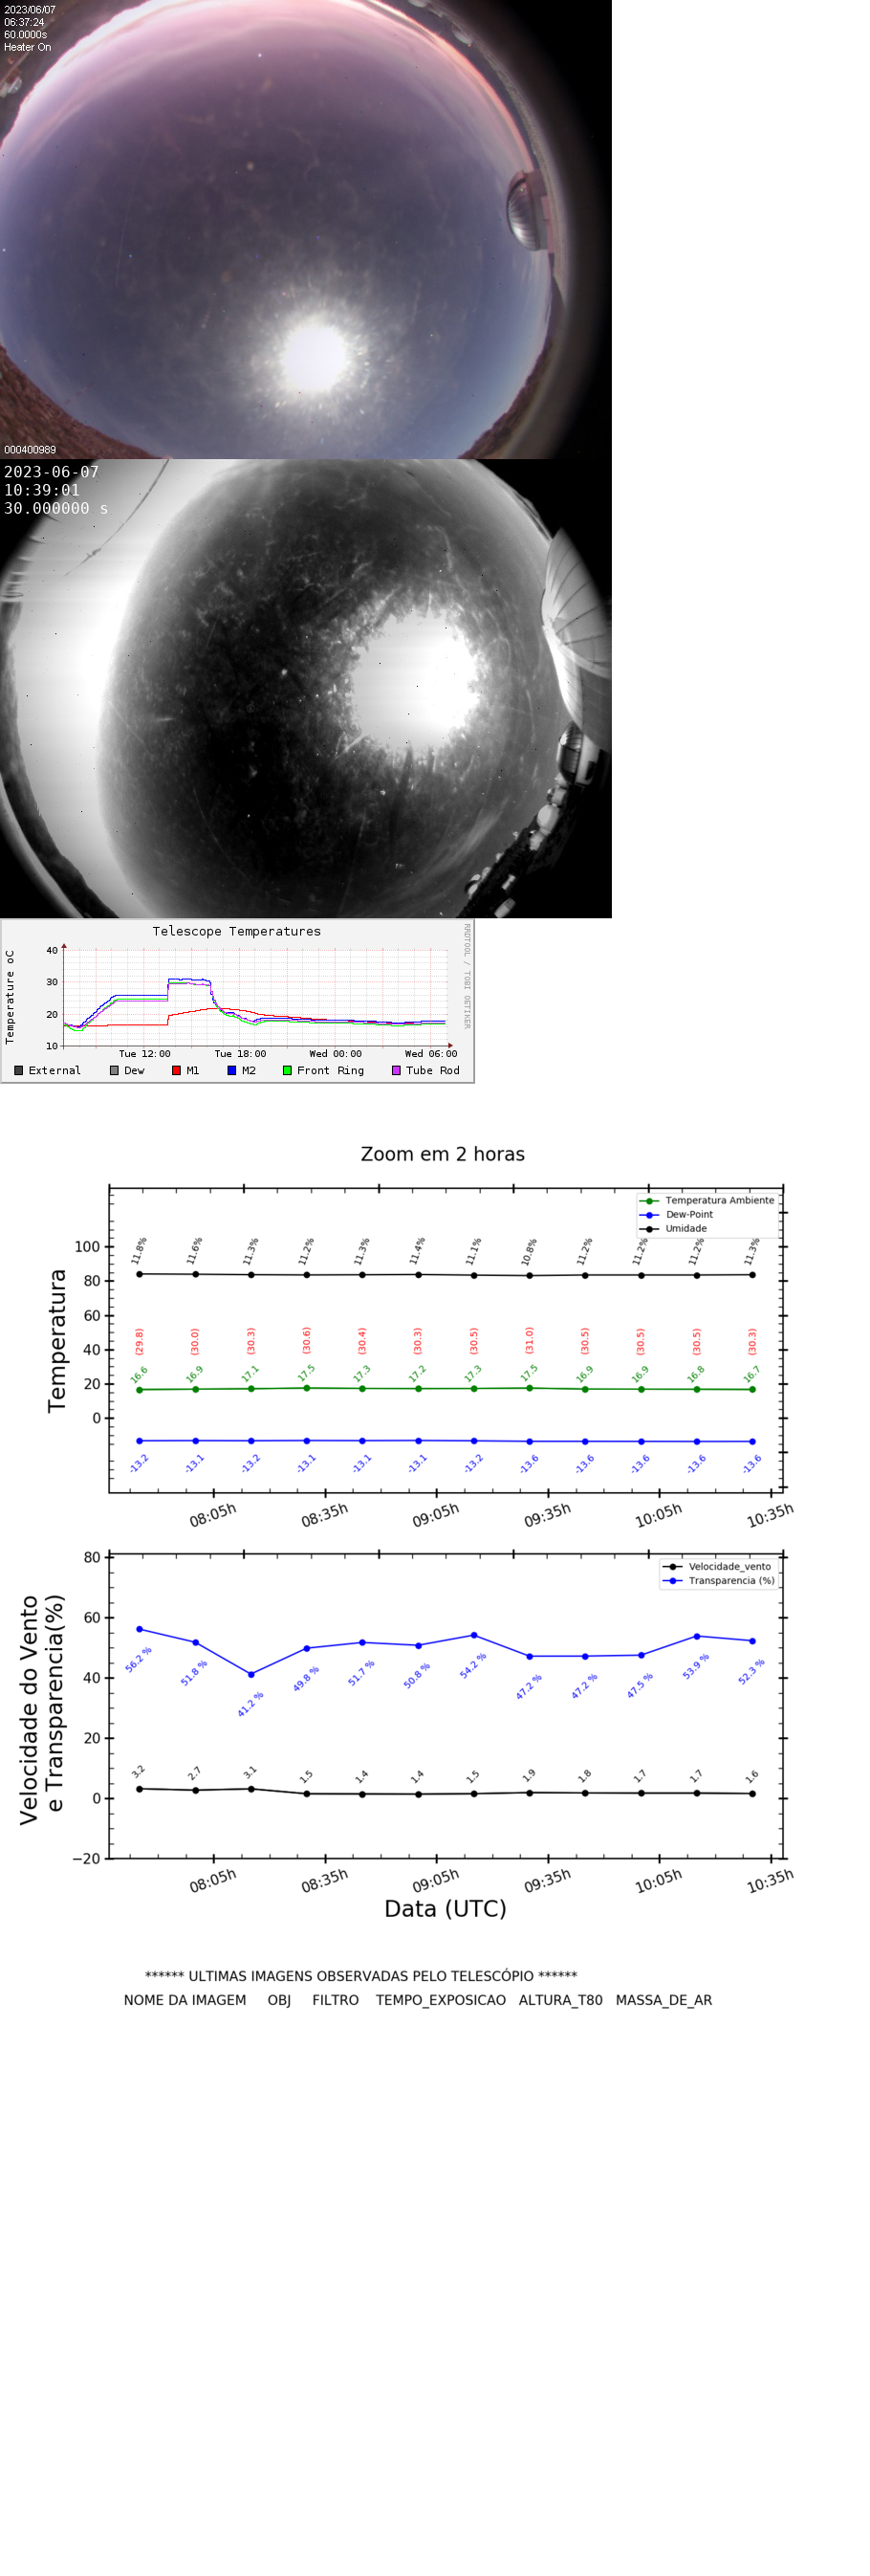 2023/06/07
06:37:24
60.0000s
Heater On
000400989
2023-06-07
10:39:01
30.000000 s
Telescope Temperatures
RRDTOOL / TOBI OETIKER
Temperature oC
40
30
20
10
Tue 12:00 Tue 18:00 Wed 00:00 Wed 06:00
External Dew M1 M2 Front Ring Tube Rod
Zoom em 2 horas
Temperatura Ambiente
Dew-Point
Umidade
Temperatura
100
80
60
40
20
0
11.8% 11.6% 11.3% 11.2% 11.3% 11.4% 11.1% 10.8% 11.2% 11.2% 11.2% 11.3%
(29.8) (30.0) (30.3) (30.6) (30.4) (30.3) (30.5) (31.0) (30.5) (30.5) (30.5) (30.3)
16.6 16.9 17.1 17.5 17.3 17.2 17.3 17.5 16.9 16.9 16.8 16.7
-13.2 -13.1 -13.2 -13.1 -13.1 -13.1 -13.2 -13.6 -13.6 -13.6 -13.6 -13.6
08:05h 08:35h 09:05h 09:35h 10:05h 10:35h
Velocidade_vento
Transparencia (%)
Velocidade do Vento
e Transparencia(%)
80
60
40
20
0
−20
56.2 % 51.8 % 41.2 % 49.8 % 51.7 % 50.8 % 54.2 % 47.2 % 47.2 % 47.5 % 53.9 % 52.3 %
3.2 2.7 3.1 1.5 1.4 1.4 1.5 1.9 1.8 1.7 1.7 1.6
08:05h 08:35h 09:05h 09:35h 10:05h 10:35h
Data (UTC)
****** ULTIMAS IMAGENS OBSERVADAS PELO TELESCÓPIO ******
NOME DA IMAGEM OBJ FILTRO TEMPO_EXPOSICAO ALTURA_T80 MASSA_DE_AR